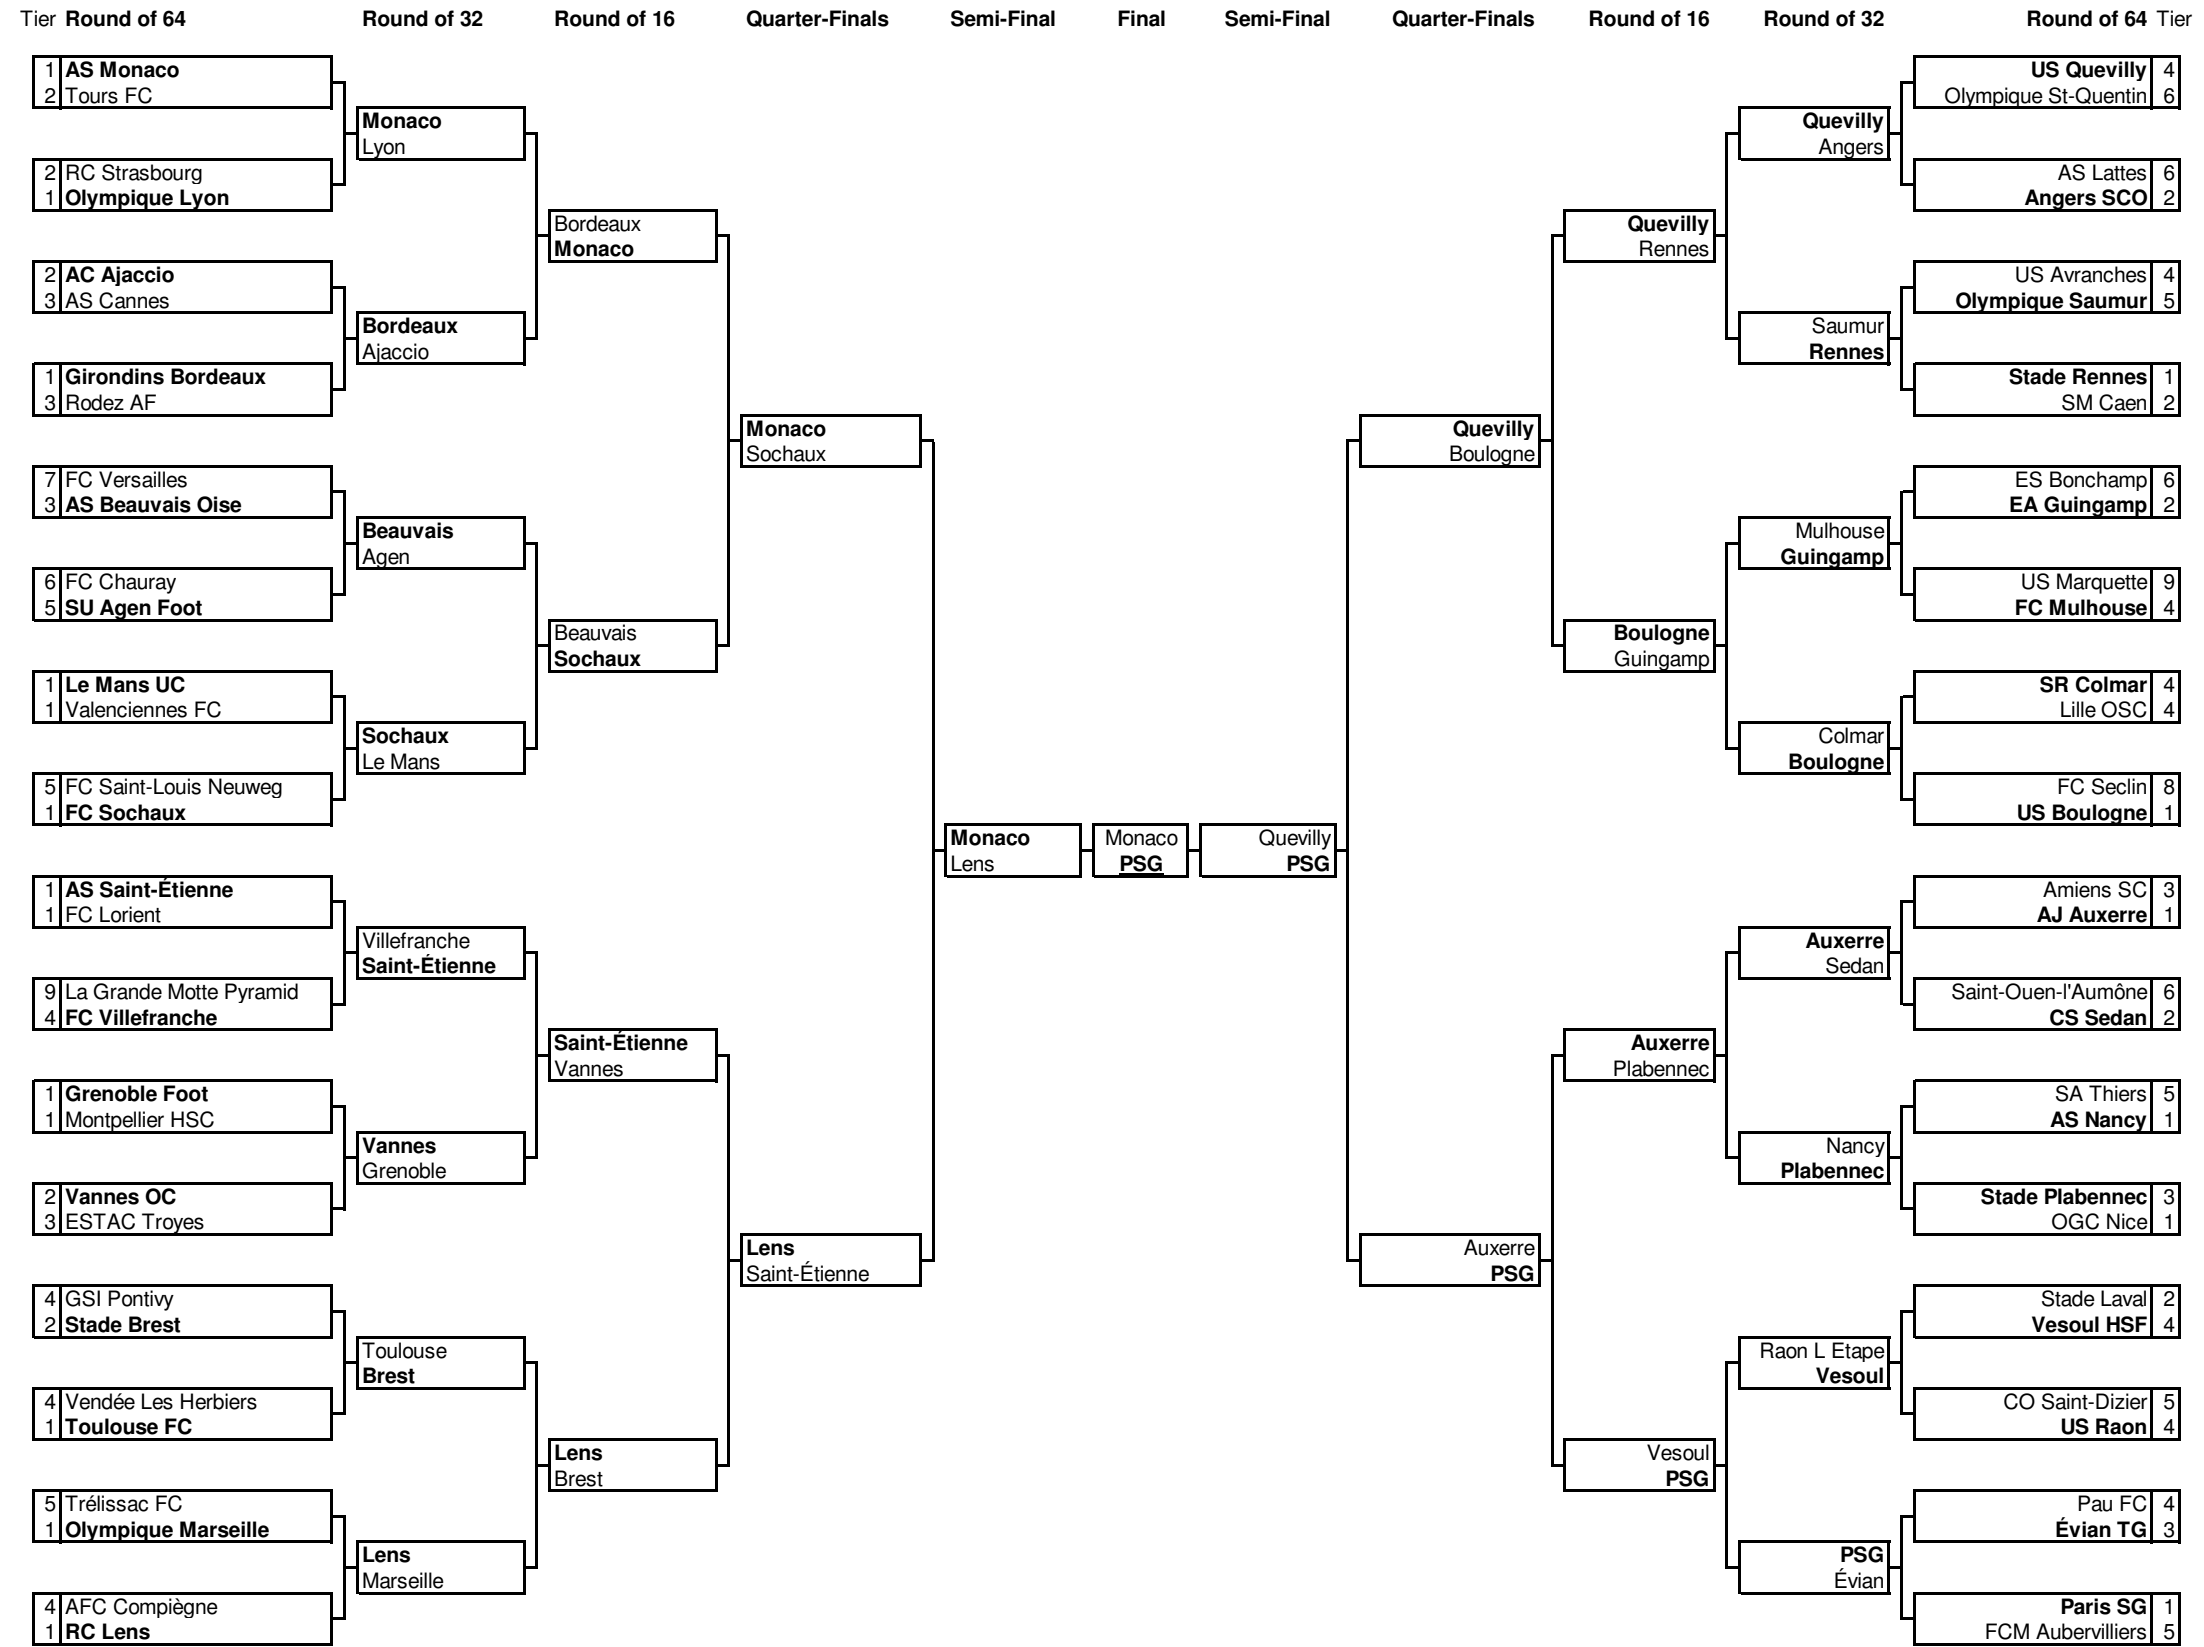 Tier Round of 64 Round of 32 Round of 16 Quarter-Finals Semi-Final Final Semi-Final Quarter-Finals Round of 16 Round of 32 Round of 64 Tier
1 AS Monaco
2 Tours FC
2 RC Strasbourg
1 Olympique Lyon
2 AC Ajaccio
3 AS Cannes
1 Girondins Bordeaux
3 Rodez AF
7 FC Versailles
3 AS Beauvais Oise
6 FC Chauray
5 SU Agen Foot
1 Le Mans UC
1 Valenciennes FC
5 FC Saint-Louis Neuweg
1 FC Sochaux
1 AS Saint-Étienne
1 FC Lorient
9 La Grande Motte Pyramid
4 FC Villefranche
1 Grenoble Foot
1 Montpellier HSC
2 Vannes OC
3 ESTAC Troyes
4 GSI Pontivy
2 Stade Brest
4 Vendée Les Herbiers
1 Toulouse FC
5 Trélissac FC
1 Olympique Marseille
4 AFC Compiègne
1 RC Lens
Monaco
Lyon
Bordeaux
Ajaccio
Beauvais
Agen
Sochaux
Le Mans
Villefranche
Saint-Étienne
Vannes
Grenoble
Toulouse
Brest
Lens
Marseille
Bordeaux
Monaco
Beauvais
Sochaux
Saint-Étienne
Vannes
Lens
Brest
Monaco
Sochaux
Lens
Saint-Étienne
Monaco
Lens
Monaco
PSG
Quevilly
PSG
Quevilly
Boulogne
Auxerre
PSG
Quevilly
Rennes
Boulogne
Guingamp
Auxerre
Plabennec
Vesoul
PSG
Quevilly
Angers
Saumur
Rennes
Mulhouse
Guingamp
Colmar
Boulogne
Auxerre
Sedan
Nancy
Plabennec
Raon L Etape
Vesoul
PSG
Évian
US Quevilly 4
Olympique St-Quentin 6
AS Lattes 6
Angers SCO 2
US Avranches 4
Olympique Saumur 5
Stade Rennes 1
SM Caen 2
ES Bonchamp 6
EA Guingamp 2
US Marquette 9
FC Mulhouse 4
SR Colmar 4
Lille OSC 4
FC Seclin 8
US Boulogne 1
Amiens SC 3
AJ Auxerre 1
Saint-Ouen-l'Aumône 6
CS Sedan 2
SA Thiers 5
AS Nancy 1
Stade Plabennec 3
OGC Nice 1
Stade Laval 2
Vesoul HSF 4
CO Saint-Dizier 5
US Raon 4
Pau FC 4
Évian TG 3
Paris SG 1
FCM Aubervilliers 5